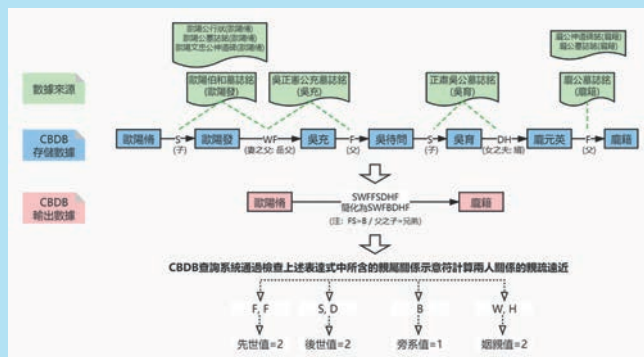 歐陽公行狀(歐陽脩)
歐陽公墓誌銘(歐陽脩)
歐陽文忠公神道碑(歐陽脩)
龐公神道碑銘(龐籍)
龐公墓誌銘(龐籍)
數據來源
歐陽伯和墓誌銘
(歐陽發)
吳正憲公充墓誌銘
(吳充)
正肅吳公墓誌銘
(吳育)
龐公墓誌銘
(龐籍)
CBDB
存儲數據
歐陽脩
S
(子)
歐陽發
WF
(妻之父: 岳父)
吳充
F
(父)
吳待問
S
(子)
吳育
DH
(女之夫: 婿)
龐元英
F
(父)
龐籍
CBDB
輸出數據
歐陽脩
SWFFSDHF
簡化為SWFBDHF
(注: FS=B / 父之子=兄弟)
龐籍
CBDB查詢系統通過檢查上述表達式中所含的親屬關係示意符計算兩人關係的親疏遠近
F, F
S, D
B
W, H
先世值=2
後世值=2
旁系值=1
姻親值=2